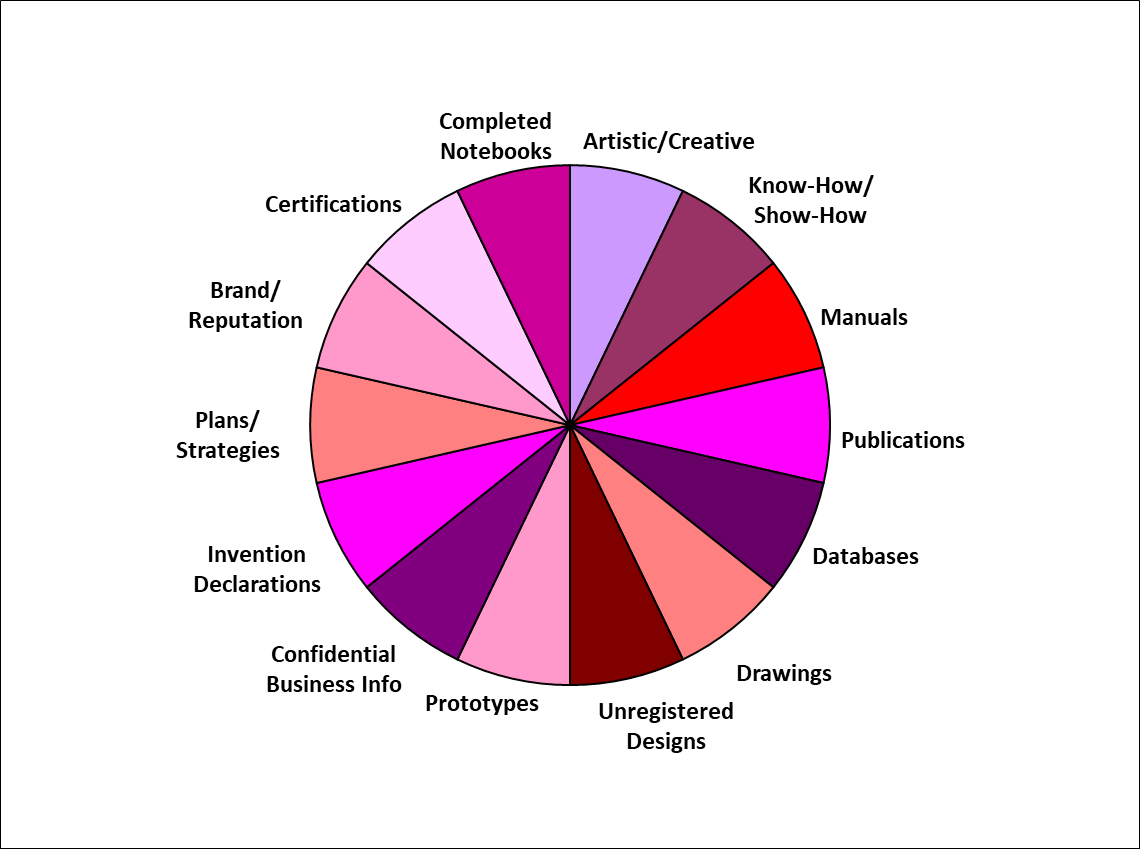 Completed
Notebooks
Artistic/Creative
Know-How/
Show-How
Manuals
Publications
Databases
Drawings
Unregistered
Designs
Prototypes
Confidential
Business Info
Invention
Declarations
Plans/
Strategies
Brand/
Reputation
Certifications